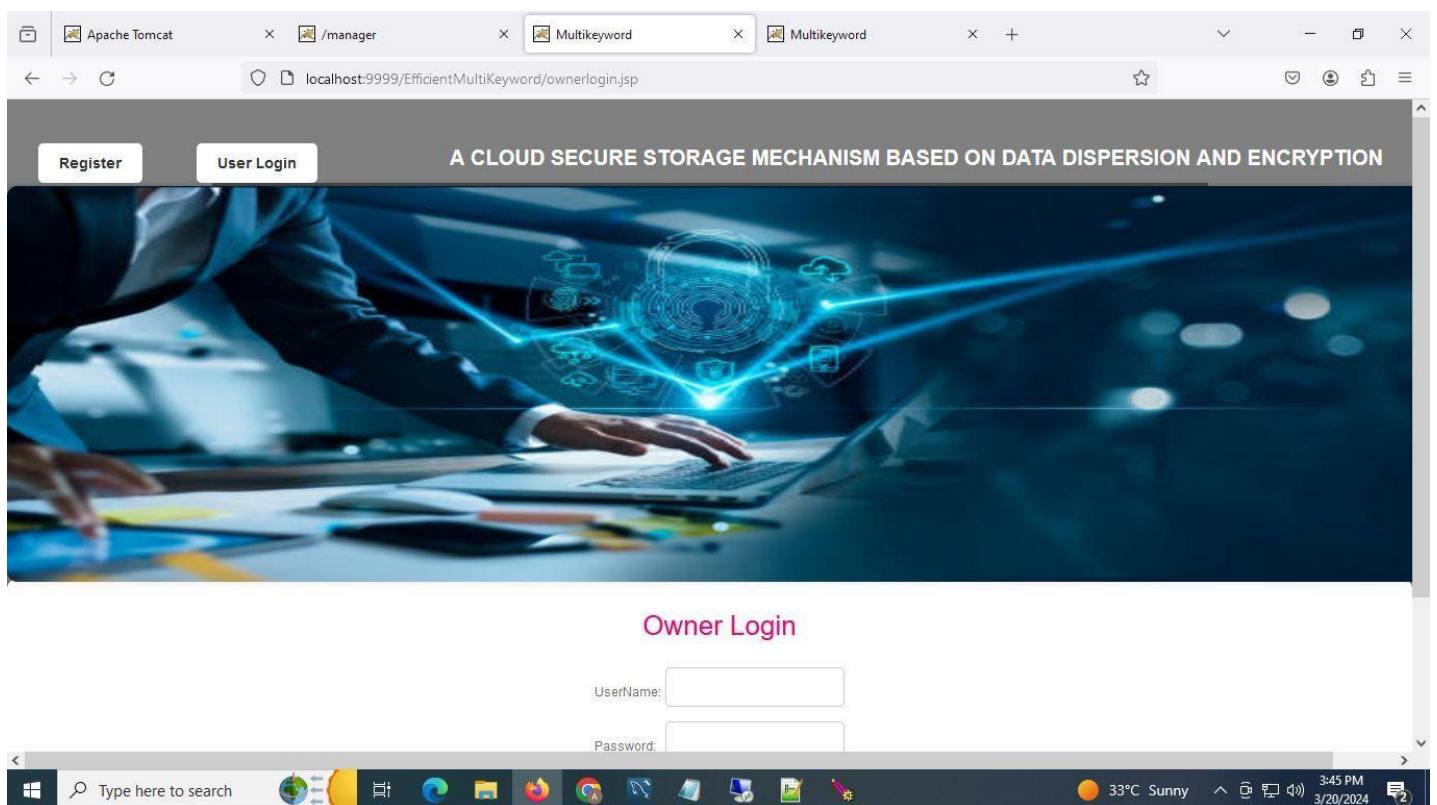 Apache Tomcat
/manager
Multikeyword
Multikeyword
localhost:9999/EfficientMultiKeyword/ownerlogin.jsp
Register
User Login
A CLOUD SECURE STORAGE MECHANISM BASED ON DATA DISPERSION AND ENCRYPTION
Owner Login
UserName:
Password:
Type here to search
33°C Sunny
3:45 PM
3/20/2024
2